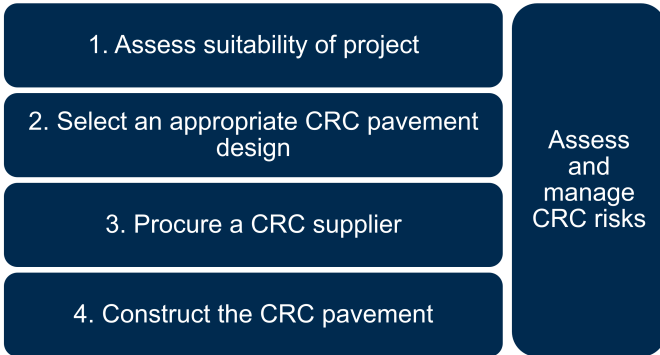 1. Assess suitability of project
2. Select an appropriate CRC pavement
design
3. Procure a CRC supplier
4. Construct the CRC pavement
Assess
and
manage
CRC risks